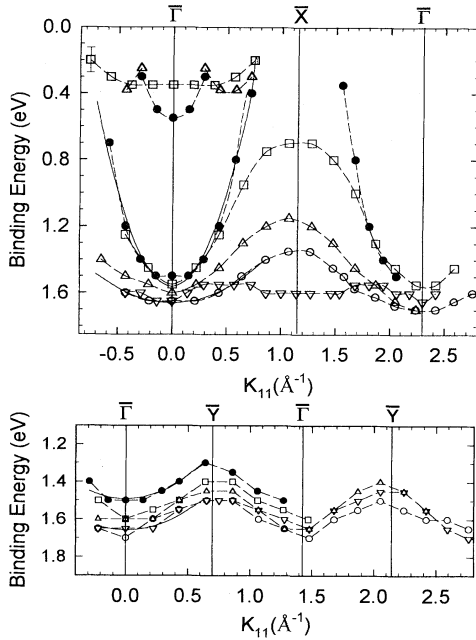 Γ̅ X̅ Γ̅
0.0
0.4
0.8
1.2
1.6
Binding Energy (eV)
-0.5 0.0 0.5 1.0 1.5 2.0 2.5
K₁₁(Å⁻¹)
Γ̅ Y̅ Γ̅ Y̅
1.2
1.4
1.6
1.8
Binding Energy (eV)
0.0 0.5 1.0 1.5 2.0 2.5
K₁₁(Å⁻¹)